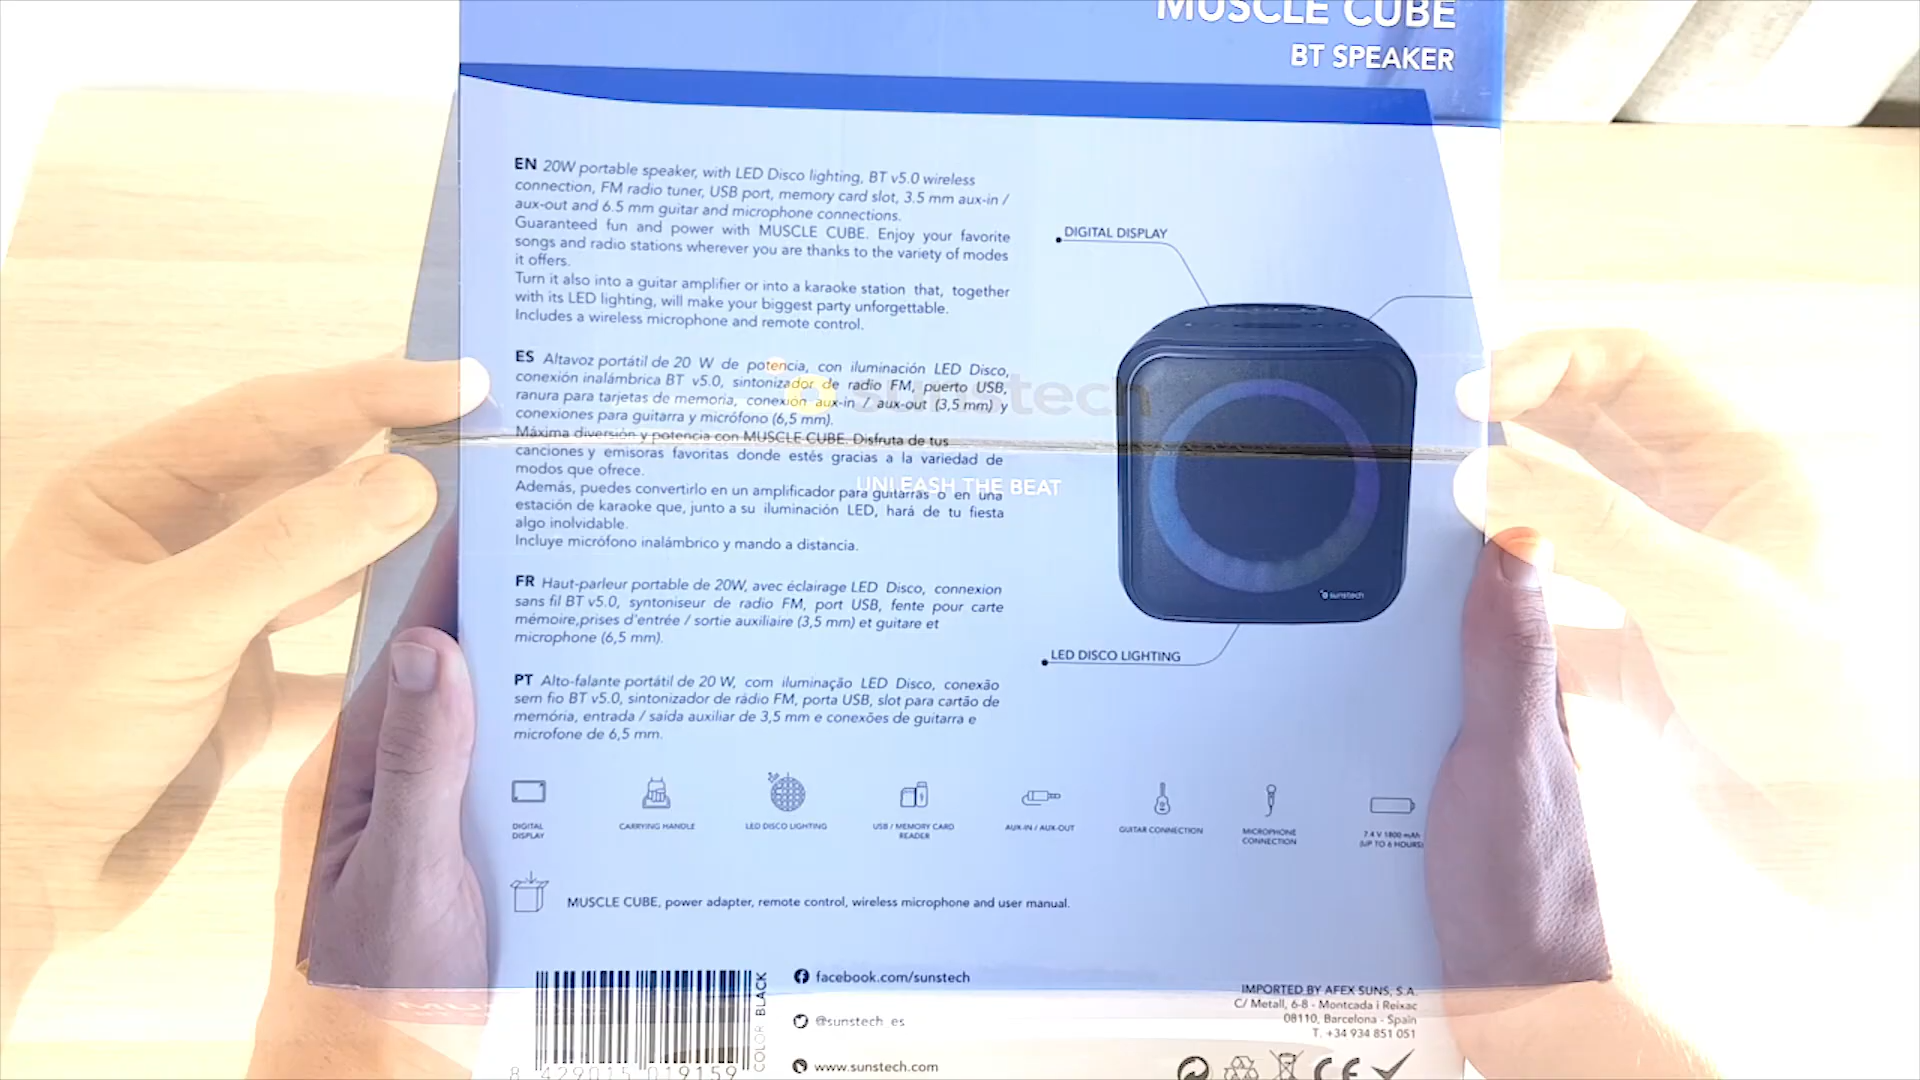 MUSCLE CUBE
BT SPEAKER
EN 20W portable speaker, with LED Disco lighting, BT v5.0 wireless
connection, FM radio tuner, USB port, memory card slot, 3.5 mm aux-in /
aux-out and 6.5 mm guitar and microphone connections.
Guaranteed fun and power with MUSCLE CUBE. Enjoy your favorite
songs and radio stations wherever you are thanks to the variety of modes
it offers.
Turn it also into a guitar amplifier or into a karaoke station that, together
with its LED lighting, will make your biggest party unforgettable.
Includes a wireless microphone and remote control.
ES Altavoz portátil de 20 W de potencia, con iluminación LED Disco,
conexión inalámbrica BT v5.0, sintonizador de radio FM, puerto USB,
ranura para tarjetas de memoria, conexión aux-in / aux-out (3,5 mm) y
conexiones para guitarra y micrófono (6,5 mm).
Máxima diversión y potencia con MUSCLE CUBE. Disfruta de tus
canciones y emisoras favoritas donde estés gracias a la variedad de
modos que ofrece.
Además, puedes convertirlo en un amplificador para guitarras o en una
estación de karaoke que, junto a su iluminación LED, hará de tu fiesta
algo inolvidable.
Incluye micrófono inalámbrico y mando a distancia.
FR Haut-parleur portable de 20W, avec éclairage LED Disco, connexion
sans fil BT v5.0, syntoniseur de radio FM, port USB, fente pour carte
mémoire,prises d'entrée / sortie auxiliaire (3,5 mm) et guitare et
microphone (6,5 mm).
PT Alto-falante portátil de 20 W, com iluminação LED Disco, conexão
sem fio BT v5.0, sintonizador de rádio FM, porta USB, slot para cartão de
memória, entrada / saída auxiliar de 3,5 mm e conexões de guitarra e
microfone de 6,5 mm.
DIGITAL DISPLAY
sunstech
LED DISCO LIGHTING
sunstech
UNLEASH THE BEAT
DIGITAL
DISPLAY
CARRYING HANDLE
LED DISCO LIGHTING
USB / MEMORY CARD
READER
AUX-IN / AUX-OUT
GUITAR CONNECTION
MICROPHONE
CONNECTION
7.4 V 1800 mAh
(UP TO 6 HOURS)
MUSCLE CUBE, power adapter, remote control, wireless microphone and user manual.
8 429015 019159
COLOR BLACK
facebook.com/sunstech
@sunstech_es
www.sunstech.com
IMPORTED BY AFEX SUNS, S.A.
C/ Metall, 6-8 - Montcada i Reixac
08110, Barcelona - Spain
T. +34 934 851 051
CE